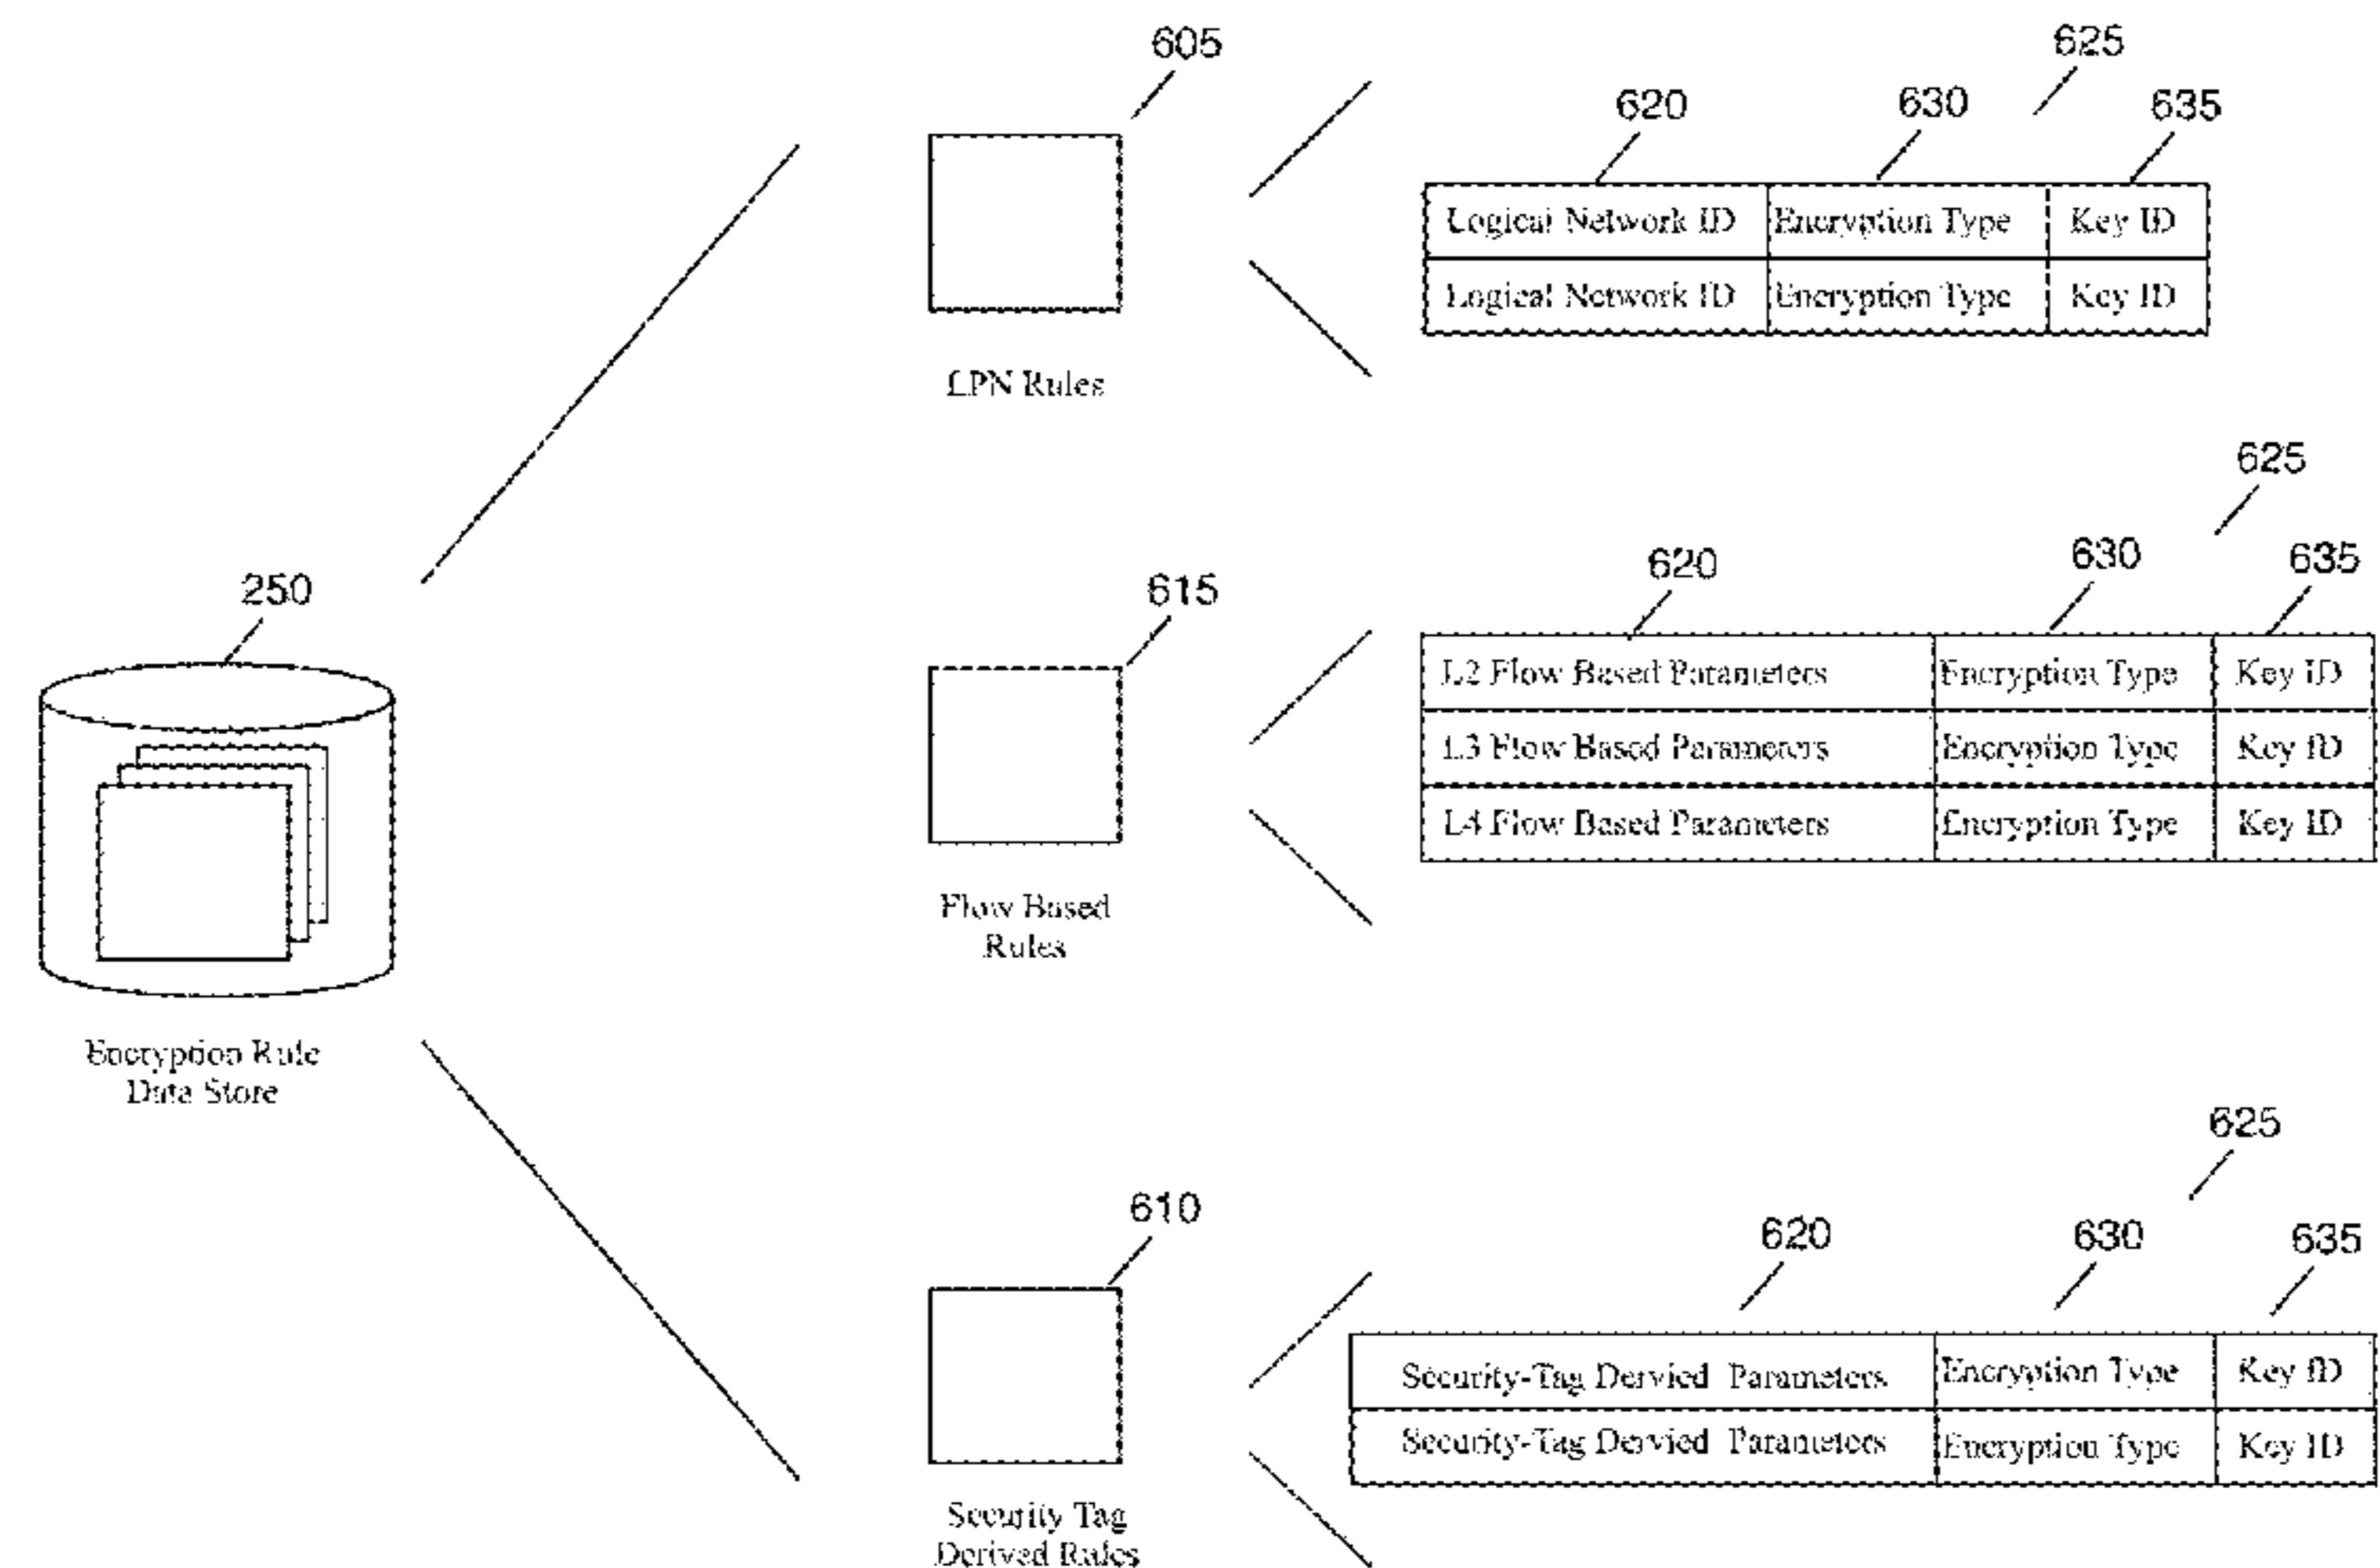 605
625
620 630 635
Logical Network ID Encryption Type Key ID
Logical Network ID Encryption Type Key ID
LPN Rules
625
250
615
620 630 635
L2 Flow Based Parameters Encryption Type Key ID
L3 Flow Based Parameters Encryption Type Key ID
L4 Flow Based Parameters Encryption Type Key ID
Flow Based
Rules
Encryption Rule
Data Store
625
610
620 630 635
Security-Tag Dervied Parameters Encryption Type Key ID
Security-Tag Dervied Parameters Encryption Type Key ID
Security Tag
Derived Rules